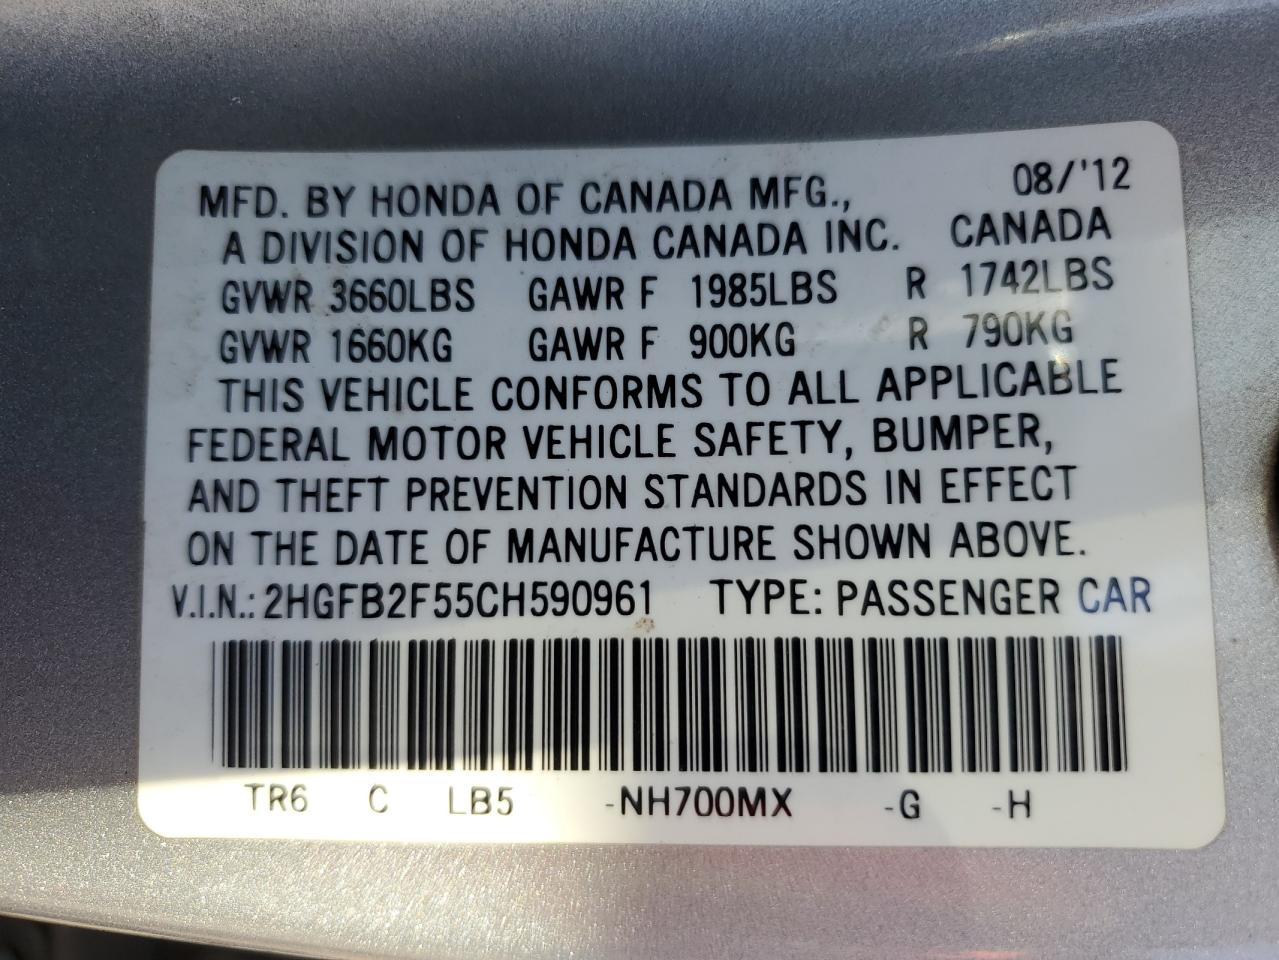 MFD. BY HONDA OF CANADA MFG., 08/'12
A DIVISION OF HONDA CANADA INC. CANADA
GVWR 3660LBS GAWR F 1985LBS R 1742LBS
GVWR 1660KG GAWR F 900KG R 790KG
THIS VEHICLE CONFORMS TO ALL APPLICABLE
FEDERAL MOTOR VEHICLE SAFETY, BUMPER,
AND THEFT PREVENTION STANDARDS IN EFFECT
ON THE DATE OF MANUFACTURE SHOWN ABOVE.
V.I.N.: 2HGFB2F55CH590961 TYPE: PASSENGER CAR
TR6 C LB5 -NH700MX -G -H